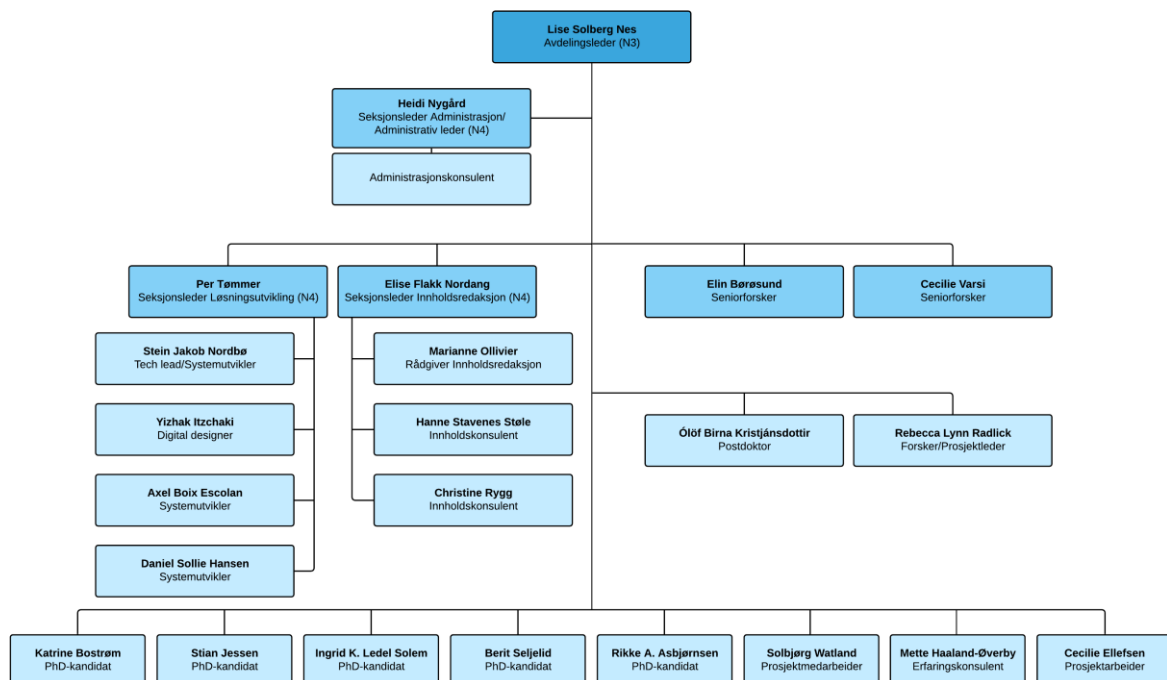 Lise Solberg Nes
Avdelingsleder (N3)
Heidi Nygård
Seksjonsleder Administrasjon/
Administrativ leder (N4)
Administrasjonskonsulent
Per Tømmer
Seksjonsleder Løsningsutvikling (N4)
Elise Flakk Nordang
Seksjonsleder Innholdsredaksjon (N4)
Elin Børøsund
Seniorforsker
Cecilie Varsi
Seniorforsker
Stein Jakob Nordbø
Tech lead/Systemutvikler
Marianne Ollivier
Rådgiver Innholdsredaksjon
Yizhak Itzchaki
Digital designer
Hanne Stavenes Støle
Innholdskonsulent
Ólöf Birna Kristjánsdottir
Postdoktor
Rebecca Lynn Radlick
Forsker/Prosjektleder
Axel Boix Escolan
Systemutvikler
Christine Rygg
Innholdskonsulent
Daniel Sollie Hansen
Systemutvikler
Katrine Bostrøm
PhD-kandidat
Stian Jessen
PhD-kandidat
Ingrid K. Ledel Solem
PhD-kandidat
Berit Seljelid
PhD-kandidat
Rikke A. Asbjørnsen
PhD-kandidat
Solbjørg Watland
Prosjektmedarbeider
Mette Haaland-Øverby
Erfaringskonsulent
Cecilie Ellefsen
Prosjektarbeider